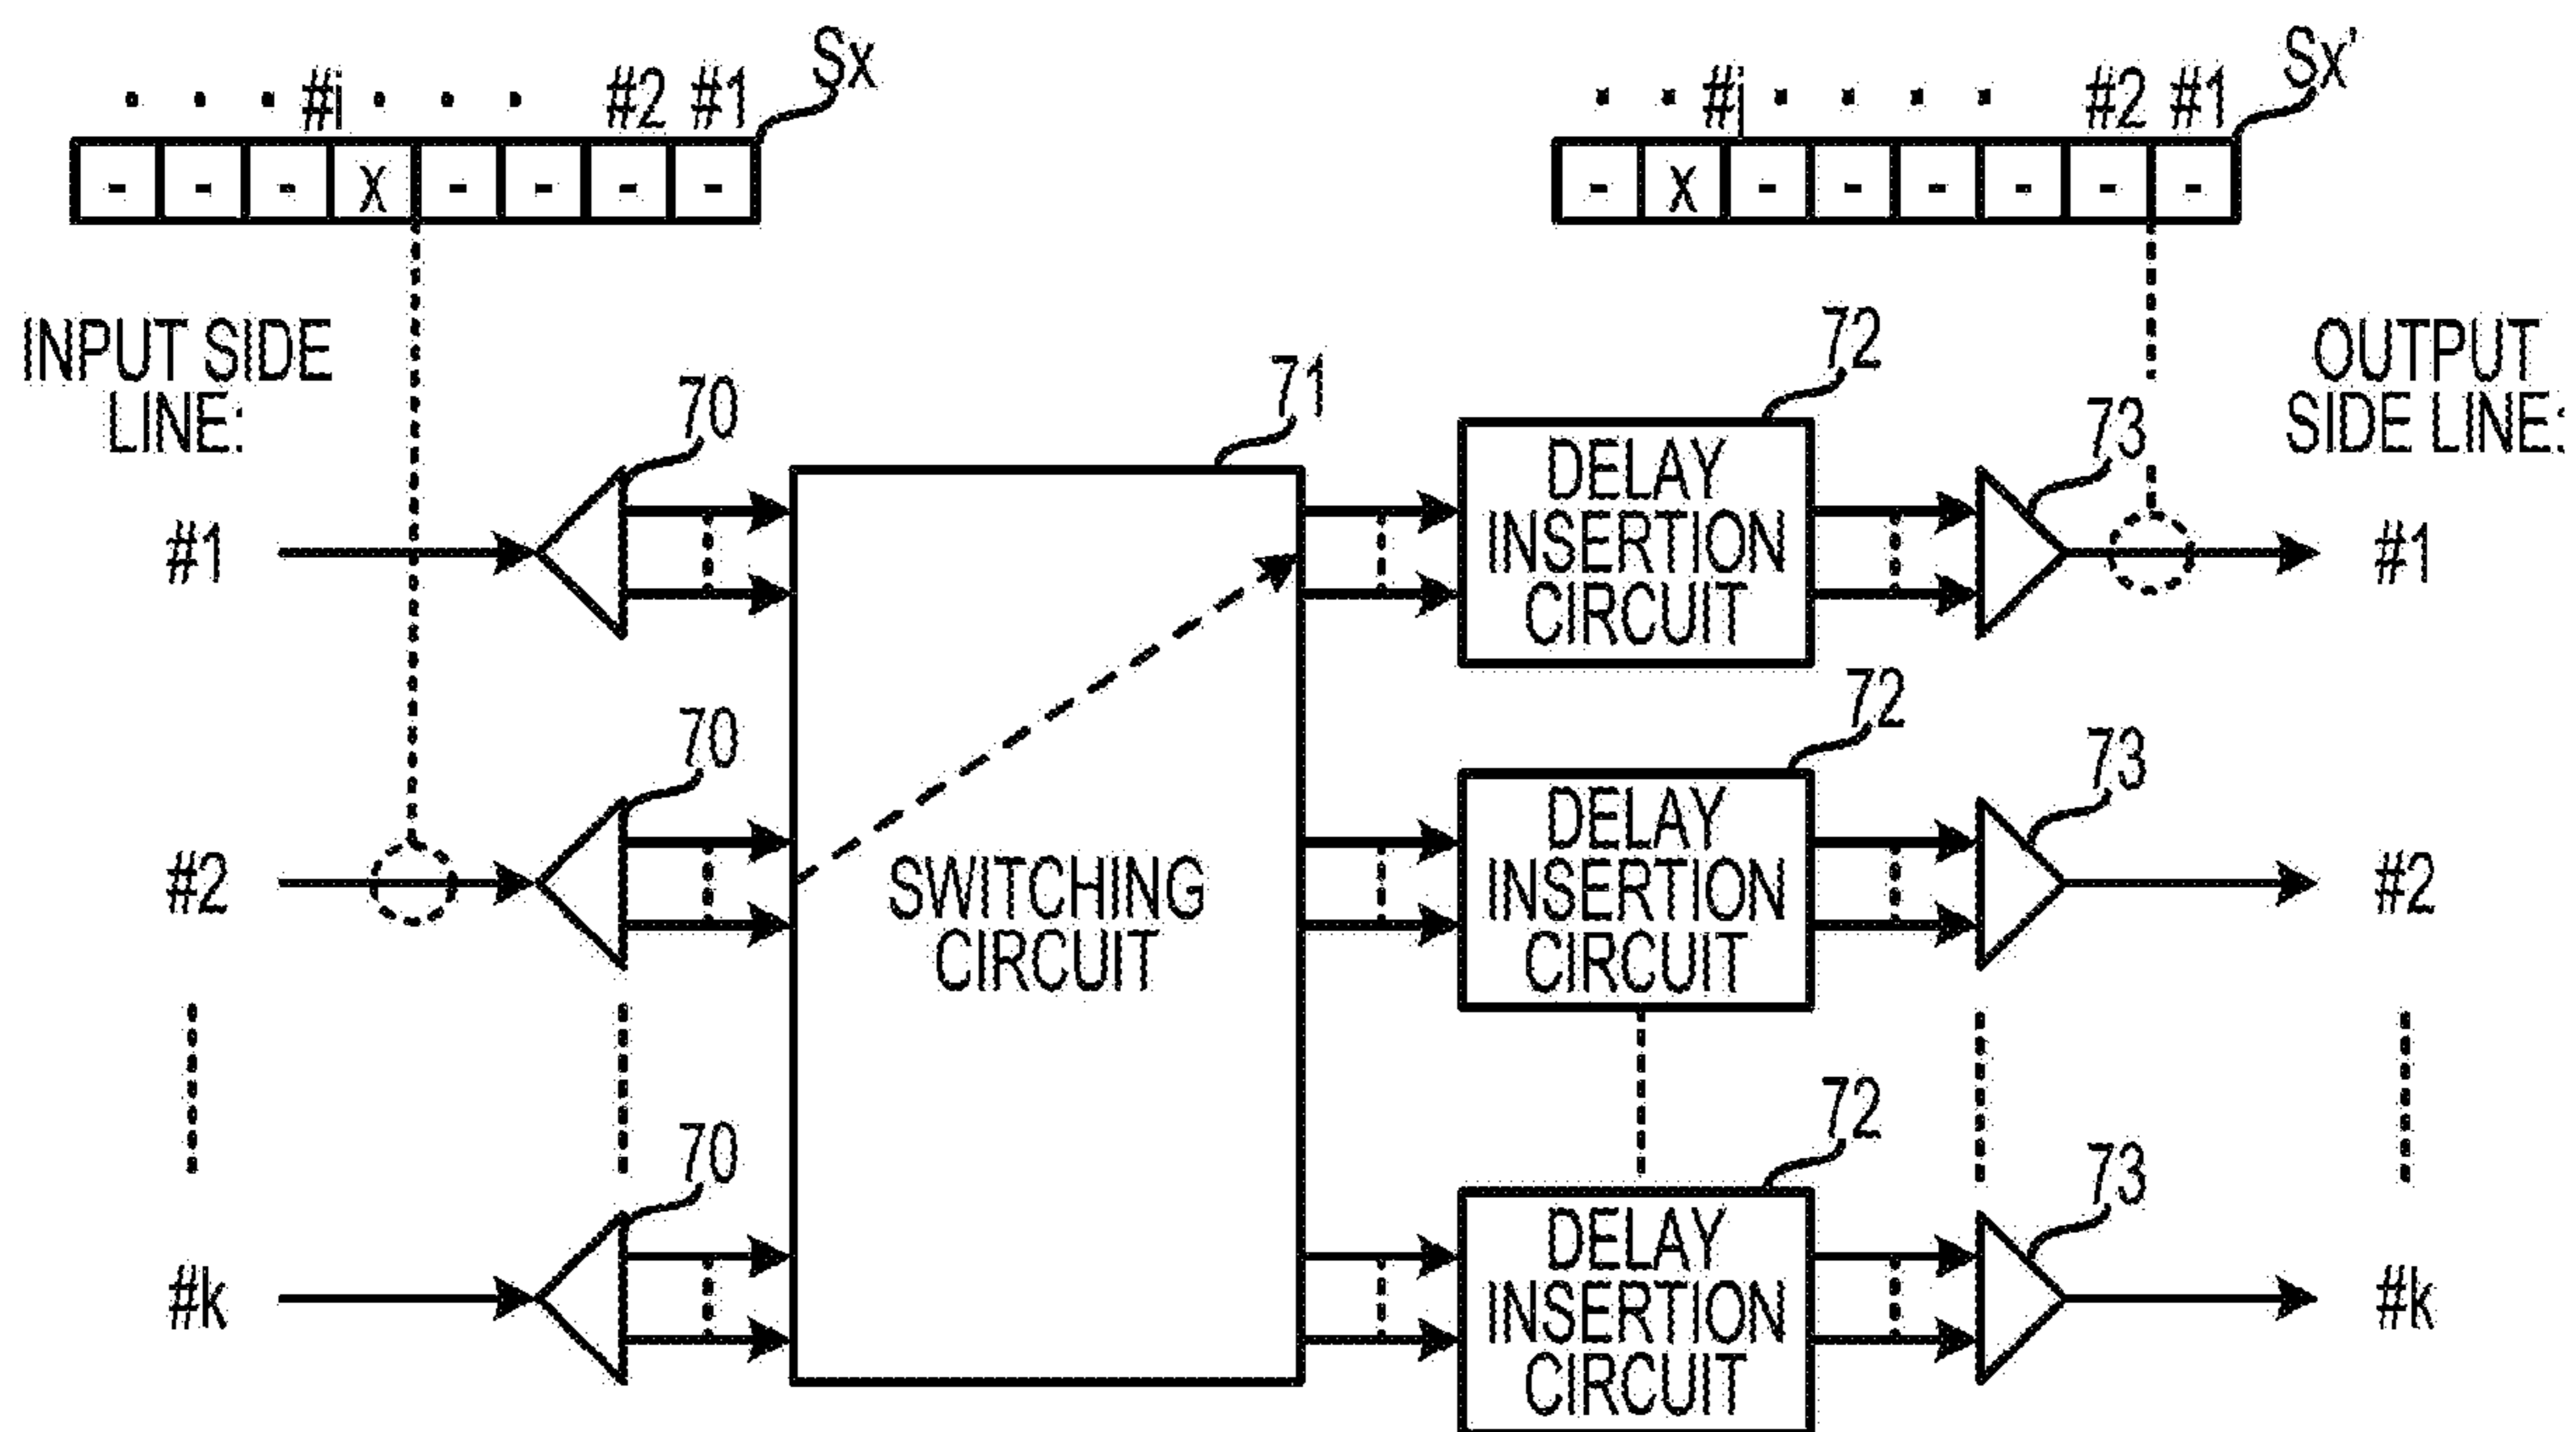 Sx
Sx'
· · · #i · · · #2 #1
· · #j · · · · #2 #1
- - - X - - - -
- X - - - - - -
INPUT SIDE
LINE:
OUTPUT
SIDE LINE:
70
71
72
73
#1
DELAY
INSERTION
CIRCUIT
#1
70
72
73
#2
SWITCHING
CIRCUIT
DELAY
INSERTION
CIRCUIT
#2
70
72
73
#k
DELAY
INSERTION
CIRCUIT
#k